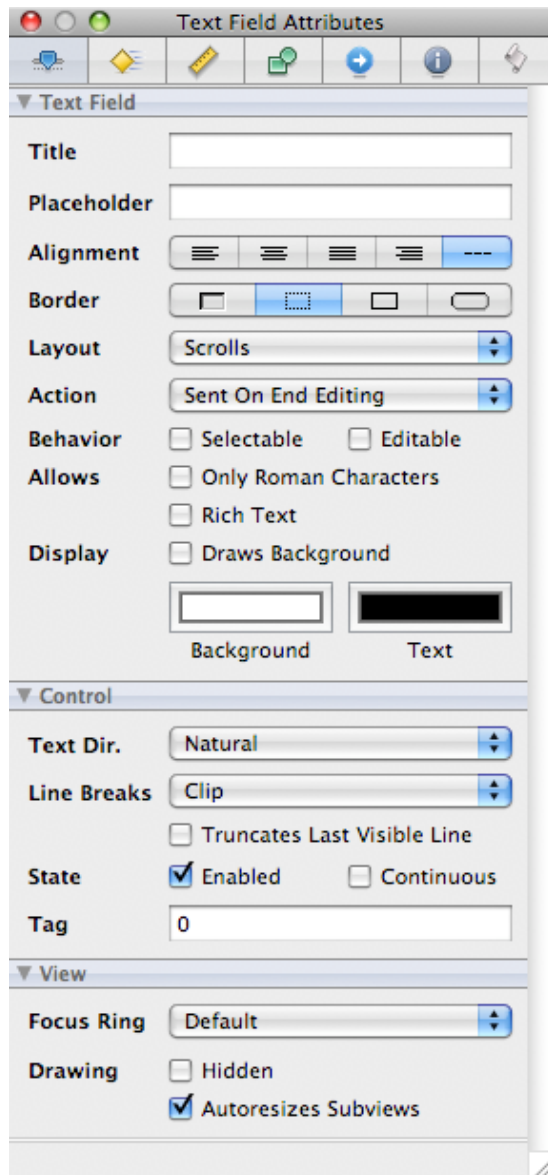 Text Field Attributes
Text Field
Title
Placeholder
Alignment
Border
Layout Scrolls
Action Sent On End Editing
Behavior Selectable Editable
Allows Only Roman Characters
Rich Text
Display Draws Background
Background Text
Control
Text Dir. Natural
Line Breaks Clip
Truncates Last Visible Line
State Enabled Continuous
Tag 0
View
Focus Ring Default
Drawing Hidden
Autoresizes Subviews